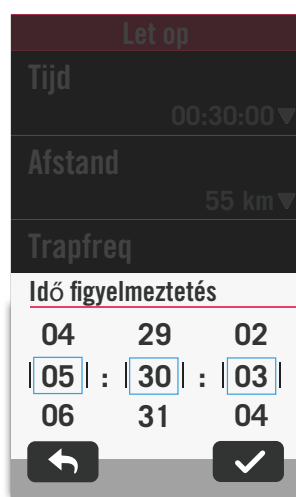 Let op
Tijd
00:30:00
Afstand
55 km
Trapfreq
Idő figyelmeztetés
04 29 02
05 : 30 : 03
06 31 04